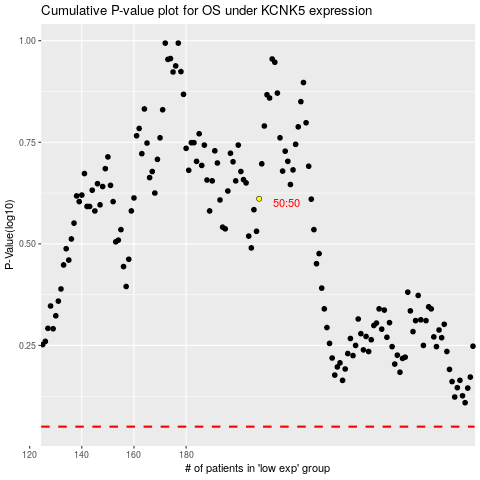 Cumulative P-value plot for OS under KCNK5 expression
P-Value(log10)
1.00
0.75
0.50
0.25
50:50
120 140 160 180
# of patients in 'low exp' group